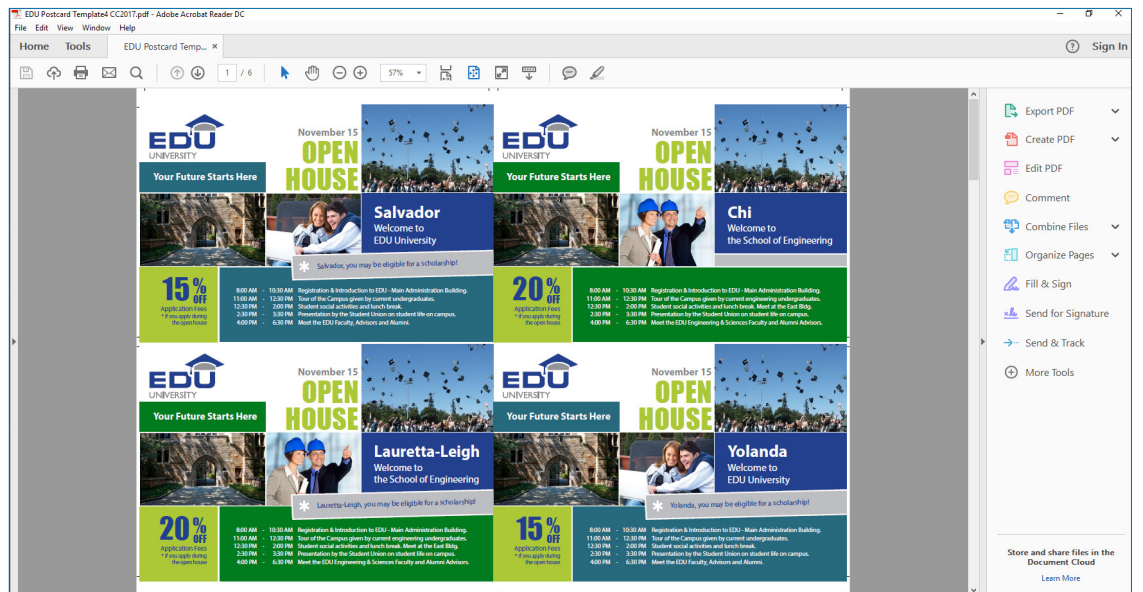 EDU Postcard Template4 CC2017.pdf - Adobe Acrobat Reader DC
File Edit View Window Help
Home Tools EDU Postcard Temp... × Sign In
1 / 6 57%
EDU
UNIVERSITY
Your Future Starts Here
November 15
OPEN
HOUSE
Salvador
Welcome to
EDU University
* Salvador, you may be eligible for a scholarship!
15% OFF
Application Fees
* if you apply during
the open house
8:00 AM - 10:30 AM Registration & Introduction to EDU - Main Administration Building.
11:00 AM - 12:30 PM Tour of the Campus given by current undergraduates.
12:30 PM - 2:00 PM Student social activities and lunch break.
2:30 PM - 3:30 PM Presentation by the Student Union on student life on campus.
4:00 PM - 6:30 PM Meet the EDU Faculty, Advisors and Alumni.
EDU
UNIVERSITY
Your Future Starts Here
November 15
OPEN
HOUSE
Chi
Welcome to
the School of Engineering
20% OFF
Application Fees
* if you apply during
the open house
8:00 AM - 10:30 AM Registration & Introduction to EDU - Main Administration Building.
11:00 AM - 12:30 PM Tour of the Campus given by current engineering undergraduates.
12:30 PM - 2:00 PM Student social activities and lunch break. Meet at the East Bldg.
2:30 PM - 3:30 PM Presentation by the Student Union on student life on campus.
4:00 PM - 6:30 PM Meet the EDU Engineering & Sciences Faculty and Alumni Advisors.
EDU
UNIVERSITY
Your Future Starts Here
November 15
OPEN
HOUSE
Lauretta-Leigh
Welcome to
the School of Engineering
* Lauretta-Leigh, you may be eligible for a scholarship!
20% OFF
Application Fees
* if you apply during
the open house
8:00 AM - 10:30 AM Registration & Introduction to EDU - Main Administration Building.
11:00 AM - 12:30 PM Tour of the Campus given by current engineering undergraduates.
12:30 PM - 2:00 PM Student social activities and lunch break. Meet at the East Bldg.
2:30 PM - 3:30 PM Presentation by the Student Union on student life on campus.
4:00 PM - 6:30 PM Meet the EDU Engineering & Sciences Faculty and Alumni Advisors.
EDU
UNIVERSITY
Your Future Starts Here
November 15
OPEN
HOUSE
Yolanda
Welcome to
EDU University
* Yolanda, you may be eligible for a scholarship!
15% OFF
Application Fees
* if you apply during
the open house
8:00 AM - 10:30 AM Registration & Introduction to EDU - Main Administration Building.
11:00 AM - 12:30 PM Tour of the Campus given by current undergraduates.
12:30 PM - 2:00 PM Student social activities and lunch break.
2:30 PM - 3:30 PM Presentation by the Student Union on student life on campus.
4:00 PM - 6:30 PM Meet the EDU Faculty, Advisors and Alumni.
Export PDF
Create PDF
Edit PDF
Comment
Combine Files
Organize Pages
Fill & Sign
Send for Signature
Send & Track
More Tools
Store and share files in the
Document Cloud
Learn More